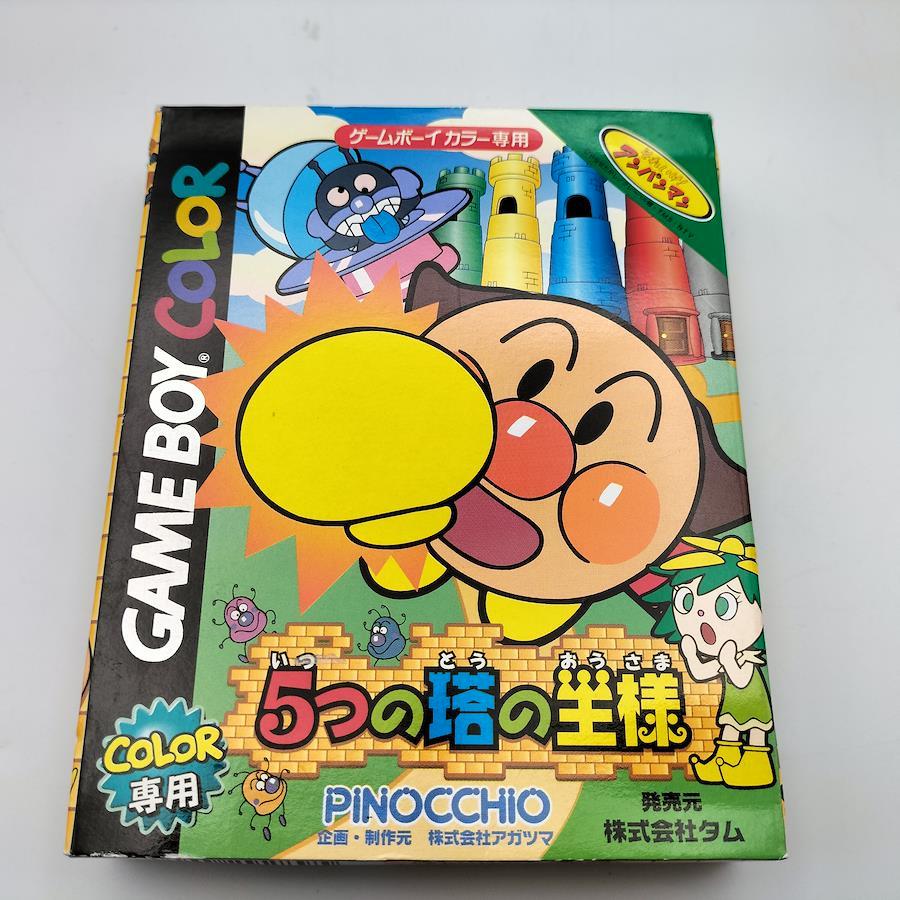 ゲームボーイカラー専用
アンパンマン
GAME BOY® COLOR
いつ とう おうさま
5つの塔の王様
COLOR
専用
PINOCCHIO
企画・制作元 株式会社アガツマ
発売元
株式会社タム